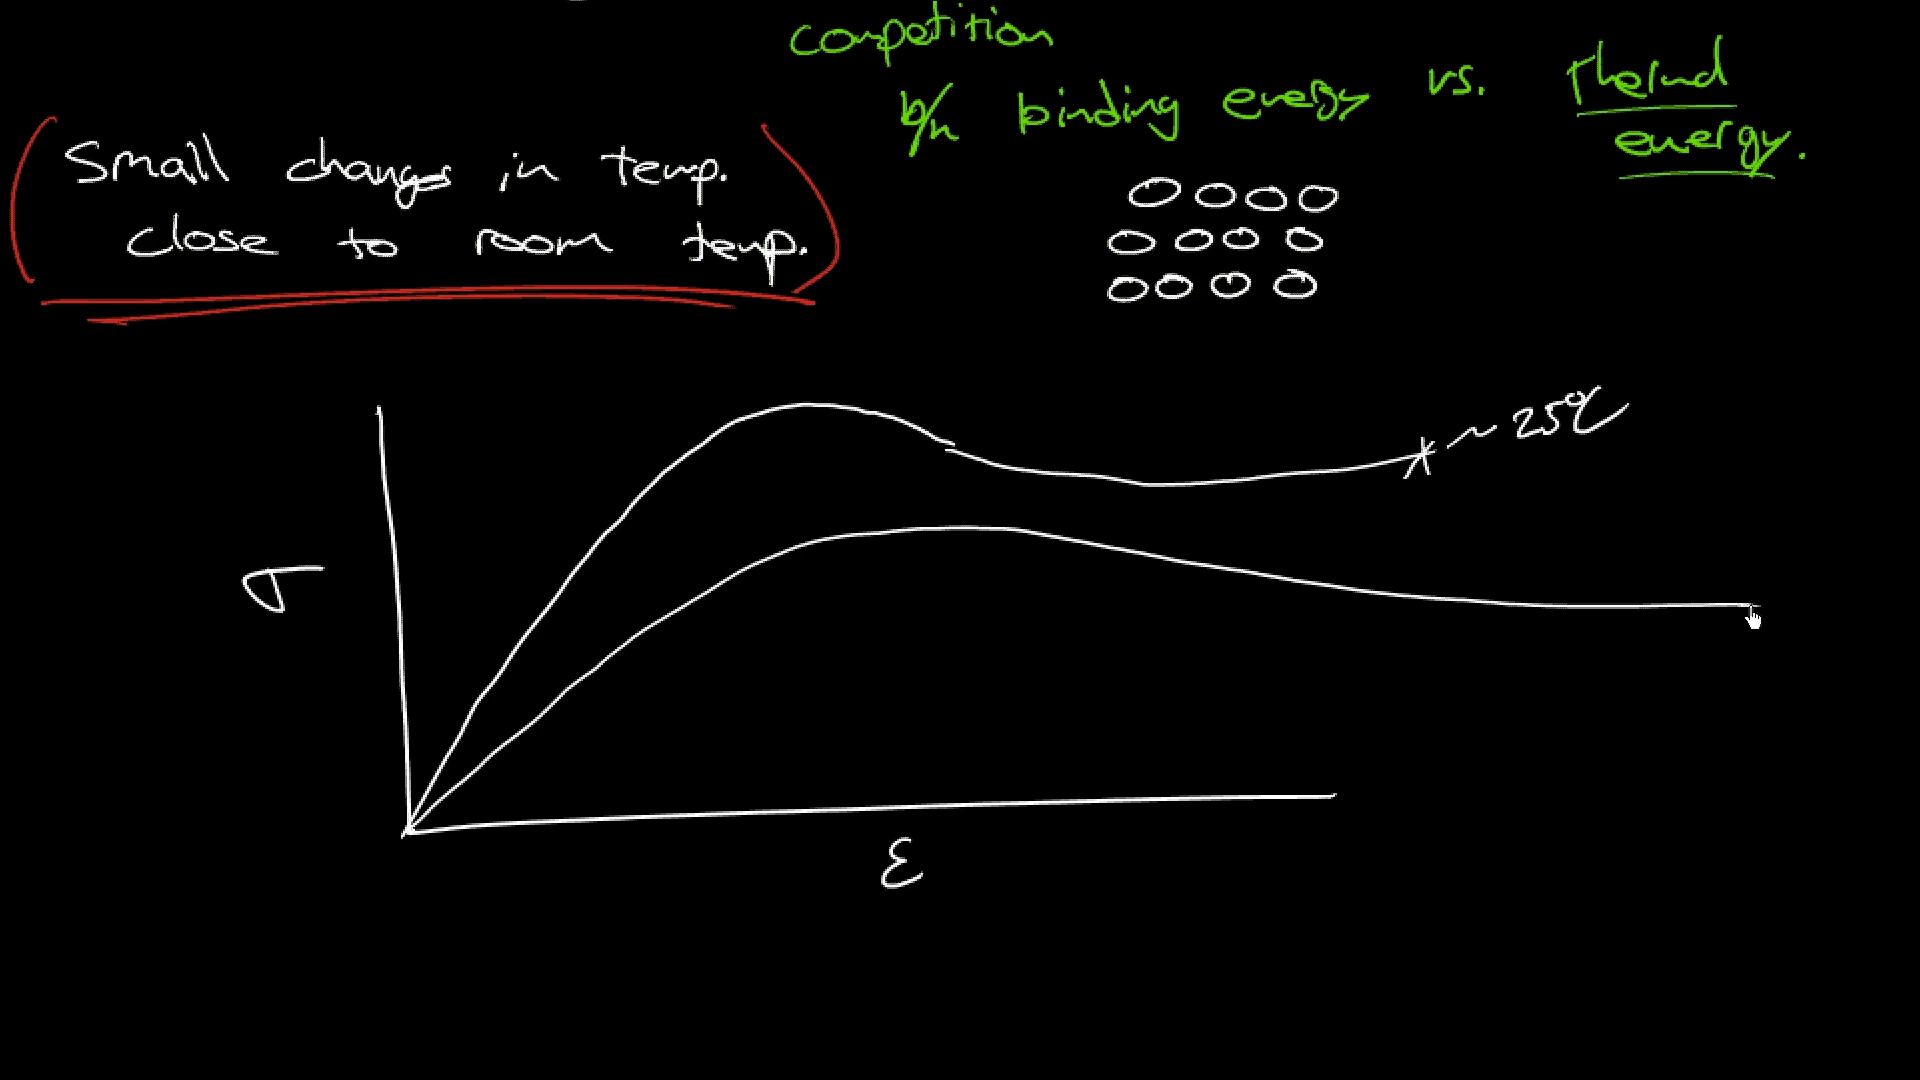 competition
b/n binding energy vs. thermal
energy.
Small changes in temp.
close to room temp.
~ 25℃
σ
ε